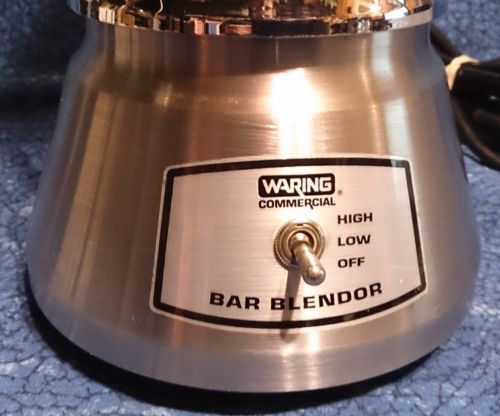 WARING®
COMMERCIAL
HIGH
LOW
OFF
BAR BLENDOR